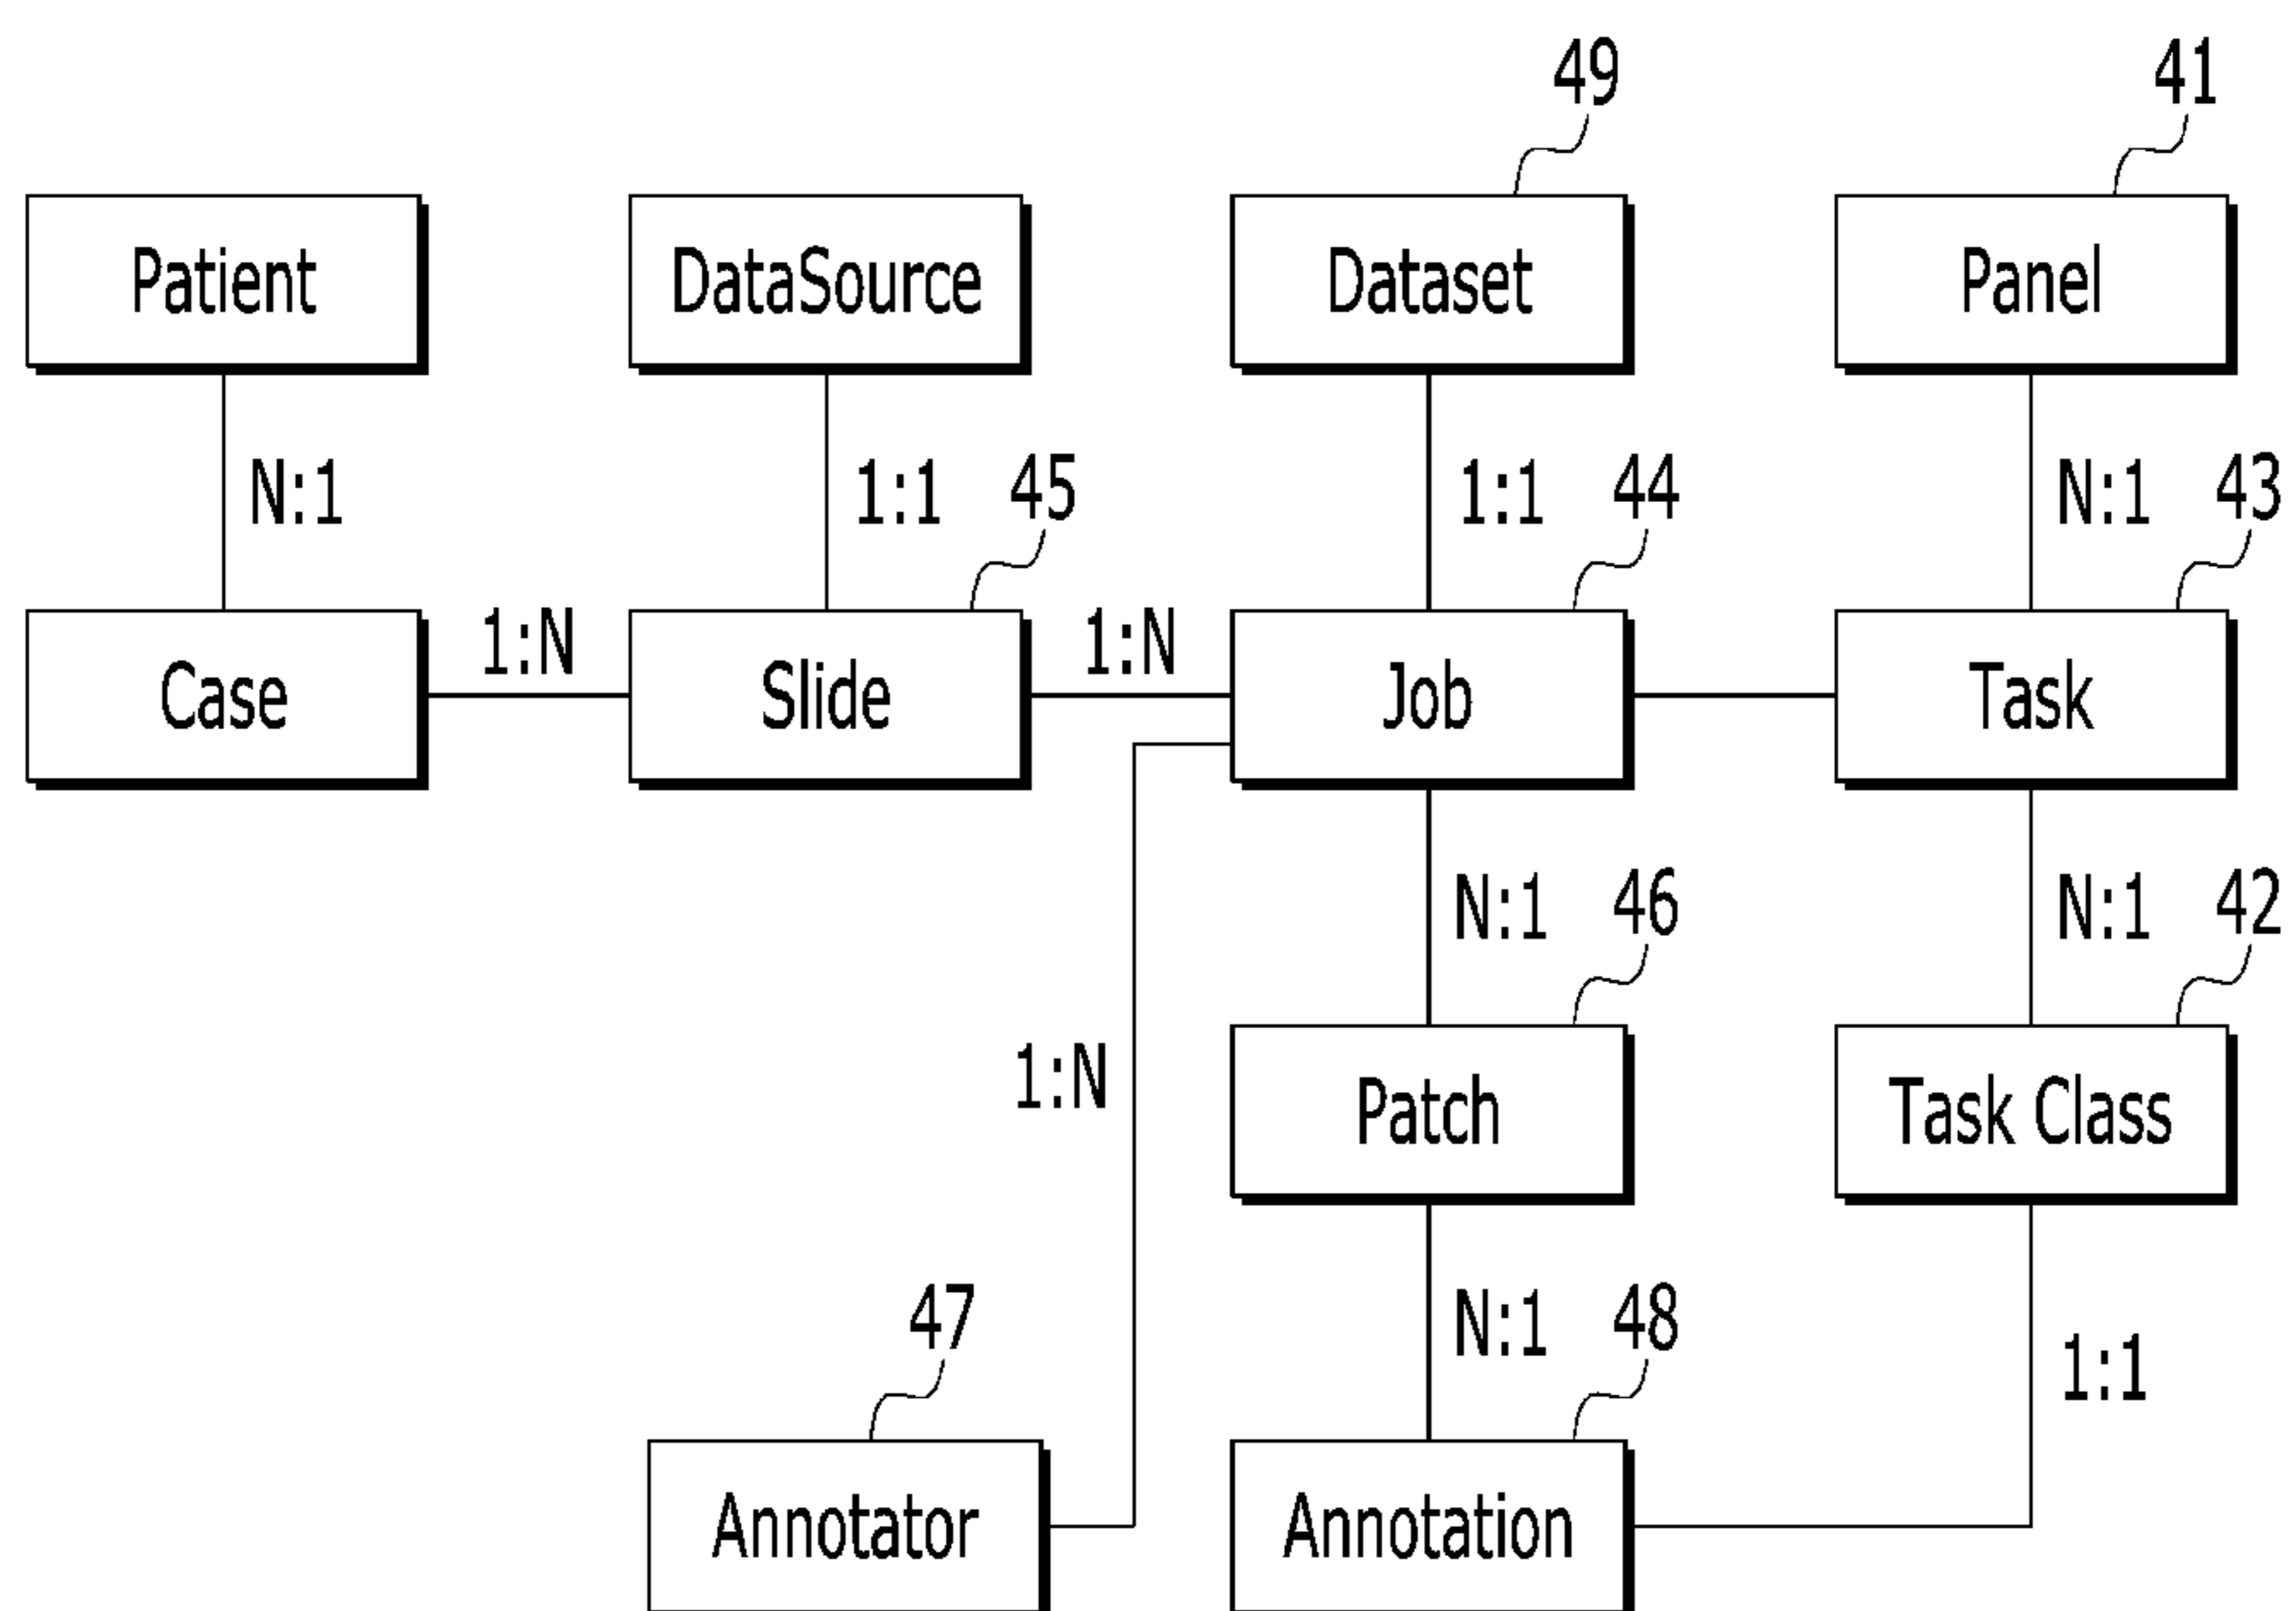 49
41
Patient
DataSource
Dataset
Panel
N:1
1:1
45
1:1
44
N:1
43
Case
1:N
Slide
1:N
Job
Task
N:1
46
N:1
42
1:N
Patch
Task Class
47
N:1
48
1:1
Annotator
Annotation